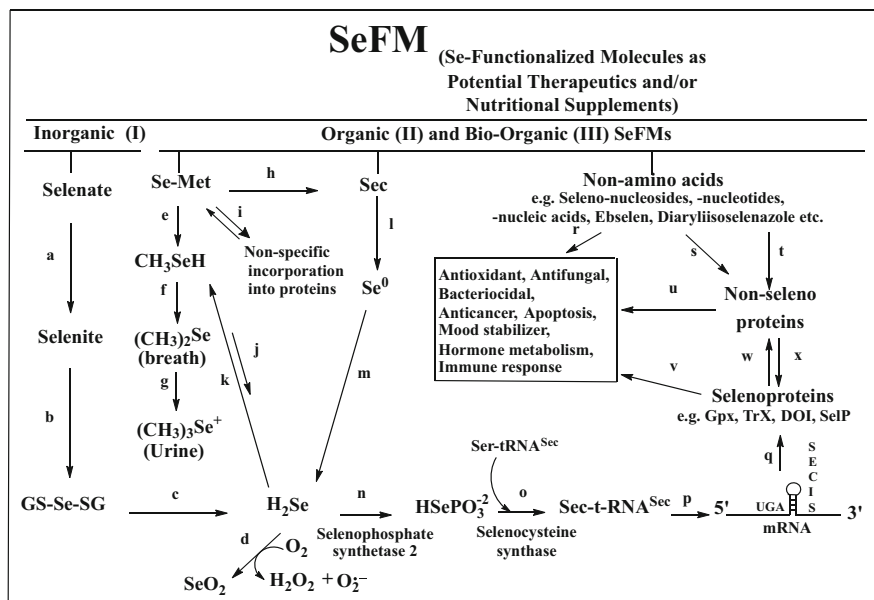 SeFM
(Se-Functionalized Molecules as
Potential Therapeutics and/or
Nutritional Supplements)
Inorganic (I)
Organic (II) and Bio-Organic (III) SeFMs
Selenate
Se-Met
h
Sec
Non-amino acids
e.g. Seleno-nucleosides, -nucleotides,
-nucleic acids, Ebselen, Diaryliisoselenazole etc.
a
e
i
l
r
s
t
CH3SeH
Non-specific
incorporation
into proteins
Se0
Antioxidant, Antifungal,
Bacteriocidal,
Anticancer, Apoptosis,
Mood stabilizer,
Hormone metabolism,
Immune response
u
Non-seleno
proteins
f
Selenite
(CH3)2Se
(breath)
j
k
m
w
x
v
g
b
(CH3)3Se+
(Urine)
Selenoproteins
e.g. Gpx, TrX, DOI, SelP
Ser-tRNASec
q
SECIS
GS-Se-SG
c
H2Se
n
Selenophosphate
synthetase 2
HSePO3-2
o
Selenocysteine
synthase
Sec-t-RNASec
p
5'
UGA
mRNA
3'
d
O2
SeO2
H2O2 + O2.−